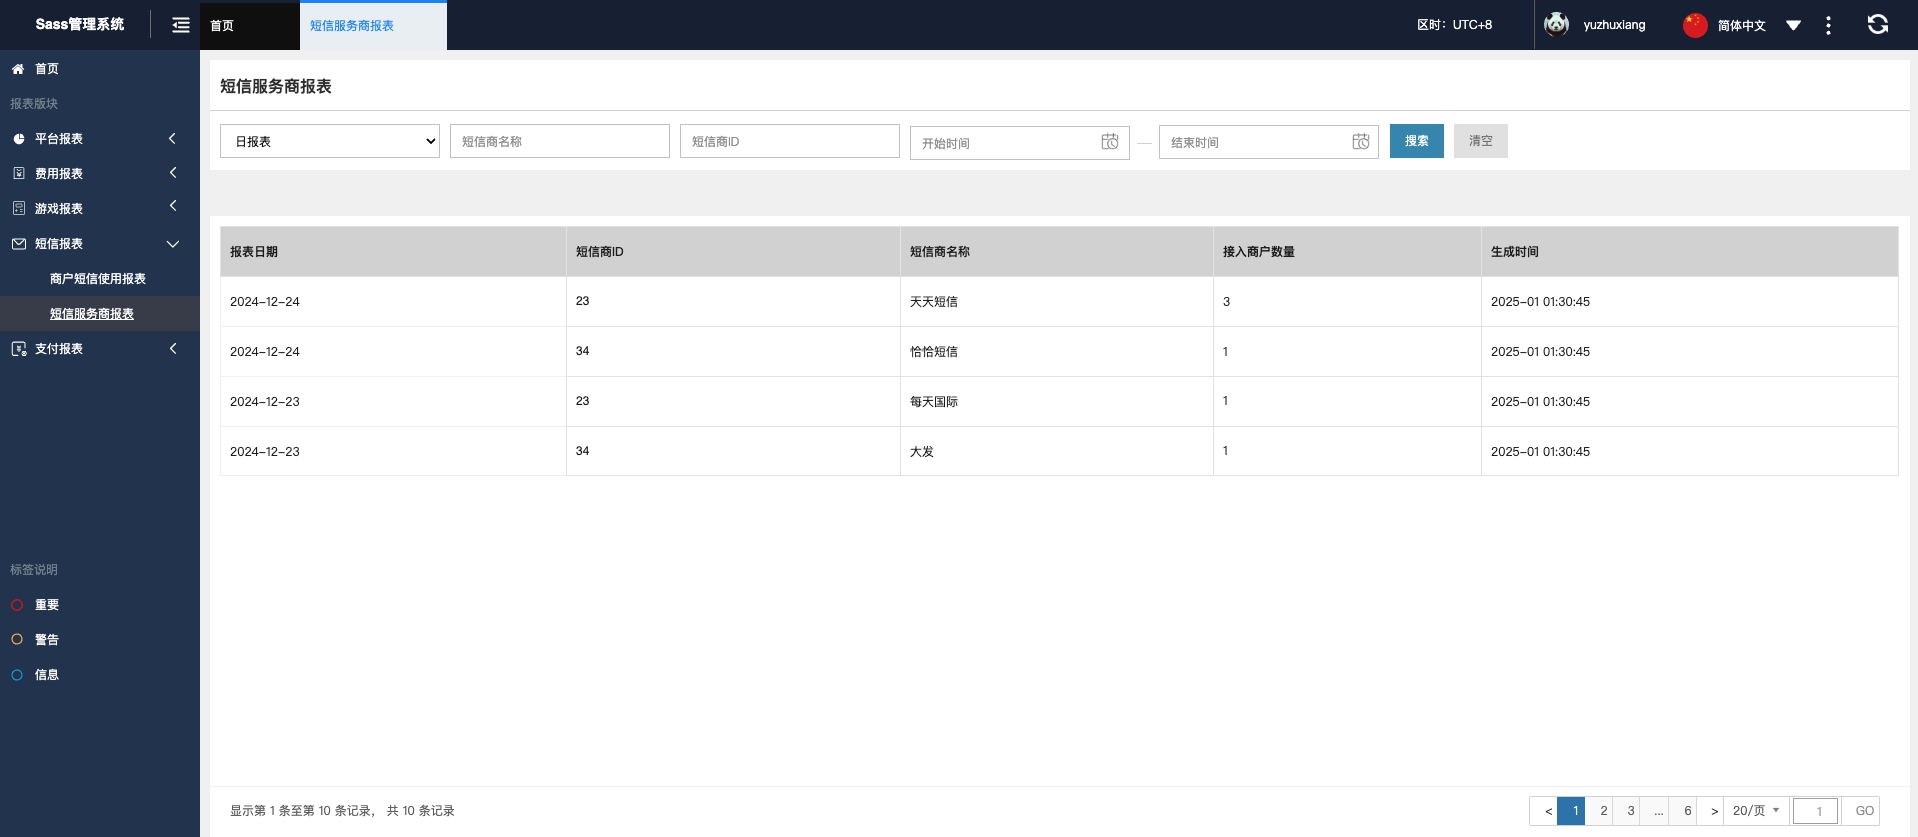 Sass管理系统
首页
短信服务商报表
区时：UTC+8
yuzhuxiang
简体中文
首页
报表版块
平台报表
费用报表
游戏报表
短信报表
商户短信使用报表
短信服务商报表
支付报表
标签说明
重要
警告
信息
短信服务商报表
日报表
短信商名称
短信商ID
开始时间
—
结束时间
搜索
清空
报表日期 短信商ID 短信商名称 接入商户数量 生成时间
2024-12-24 23 天天短信 3 2025-01 01:30:45
2024-12-24 34 恰恰短信 1 2025-01 01:30:45
2024-12-23 23 每天国际 1 2025-01 01:30:45
2024-12-23 34 大发 1 2025-01 01:30:45
显示第 1 条至第 10 条记录， 共 10 条记录
< 1 2 3 ... 6 > 20/页 1 GO